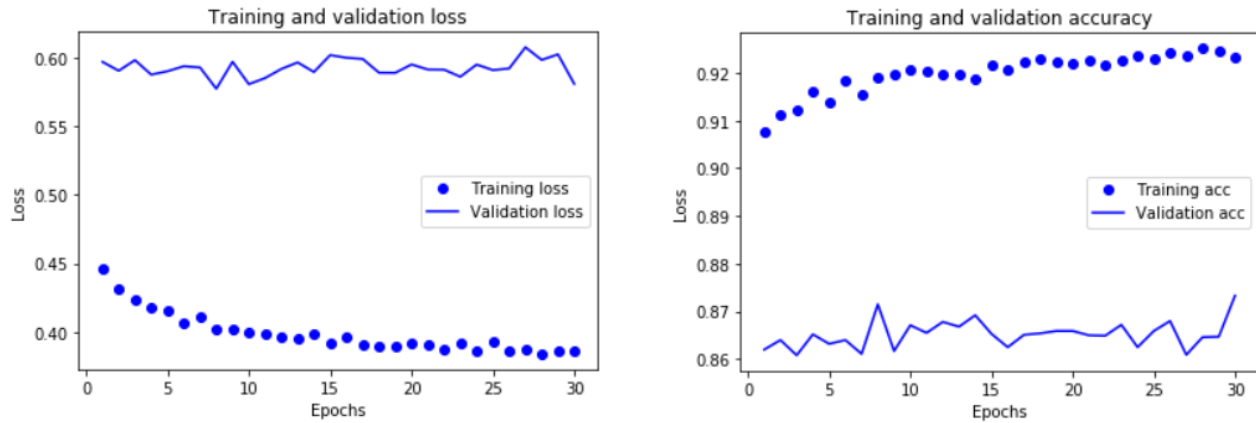 Training and validation loss
0.60
0.55
0.50
0.45
0.40
Loss
Training loss
Validation loss
0 5 10 15 20 25 30
Epochs
Training and validation accuracy
0.92
0.91
0.90
0.89
0.88
0.87
0.86
Loss
Training acc
Validation acc
0 5 10 15 20 25 30
Epochs